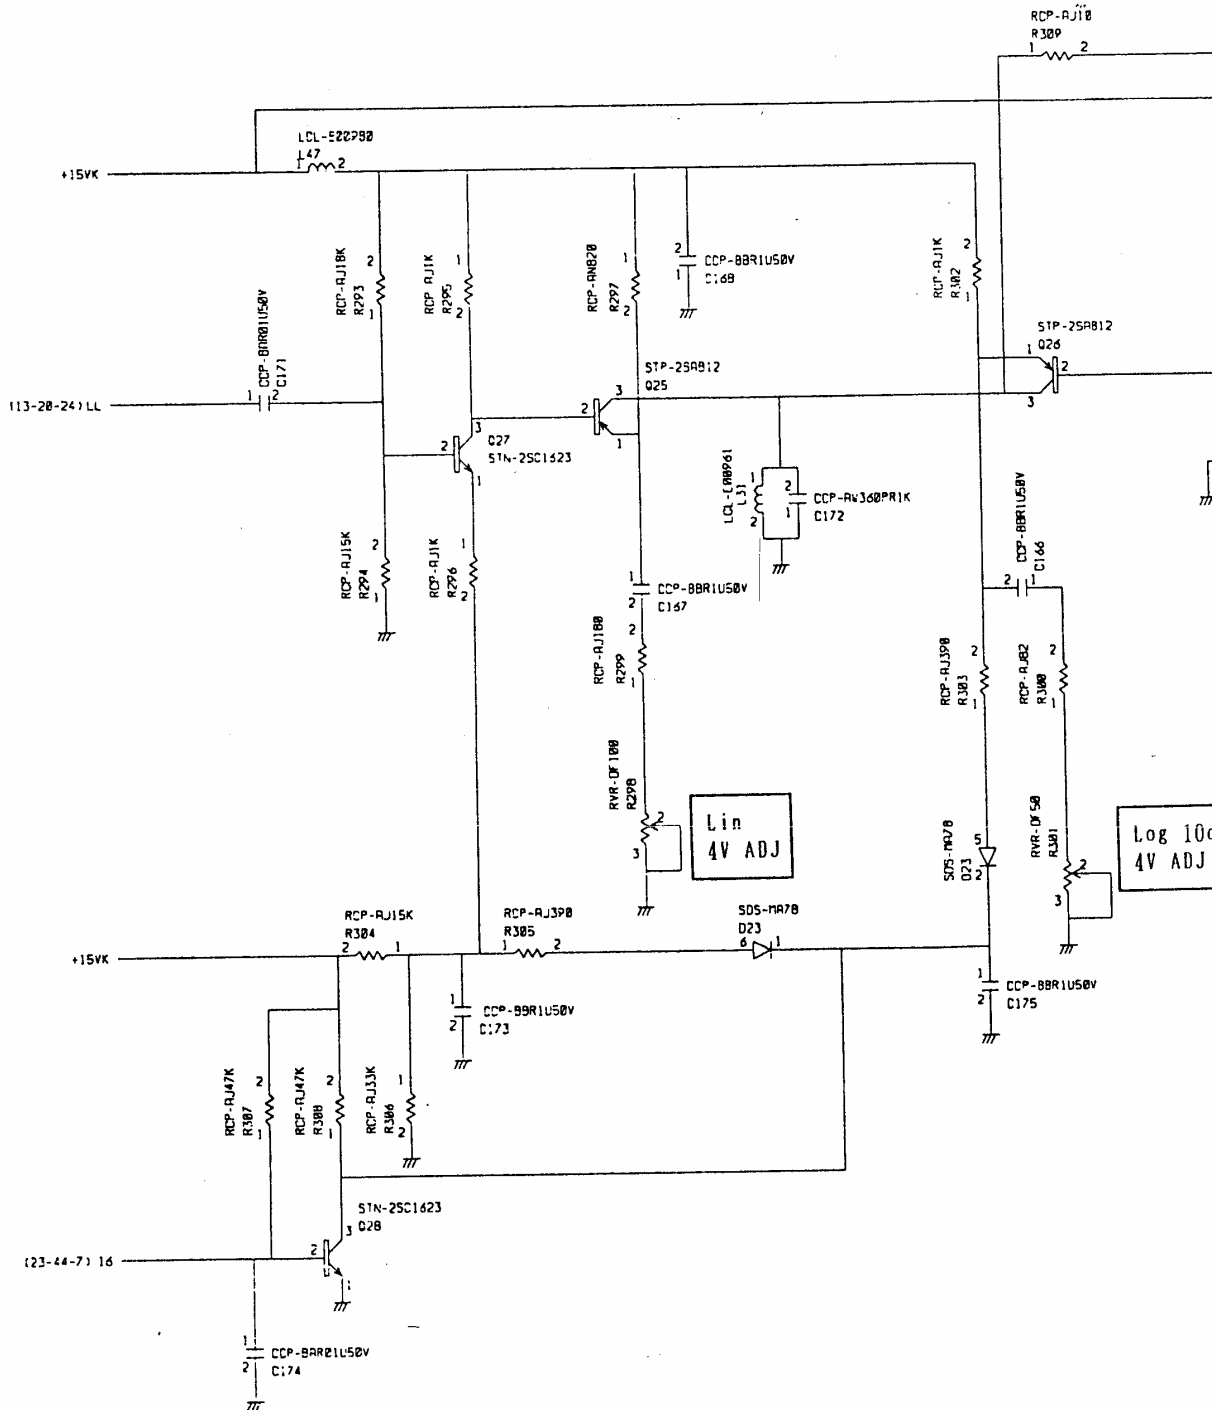 RCP-AJ10
R309
1 2
LCL-E00980
L47
1 2
+15VK
RCP-AJ18K
R293
2
1
RCP AJ1K
R295
1
2
RCP-AN820
R297
1
2
2
1
CCP-BBR1U50V
C168
RCP-AJ1K
R302
2
1
STP-2SA812
Q26
1
2
3
CCP-BAR01U50V
C171
1 2
(13-20-24) LL
STP-2SA812
Q25
3
2
1
3
2
1
Q27
STN-2SC1623
LCL-C00961
L31
1
2
2
1
CCP-AW360PR1K
C172
CCP-BBR1U50V
C166
2 1
RCP-AJ15K
R294
2
1
RCP-AJ1K
R296
1
2
1
2
CCP-BBR1U50V
C167
RCP-AJ180
R299
2
1
RCP-AJ390
R303
2
1
RCP-AJ82
R300
2
1
RVR-DF100
R298
2
3
Lin
4V ADJ
SDS-MA78
D23
5
2
RVR-DF50
R301
2
3
Log 10d
4V ADJ
RCP-AJ15K
R304
2 1
RCP-AJ390
R305
1 2
SDS-MA78
D23
6 1
+15VK
1
2
CCP-BBR1U50V
C173
1
2
CCP-BBR1U50V
C175
RCP-AJ47K
R307
2
1
RCP-AJ47K
R308
2
1
RCP-AJ33K
R306
1
2
STN-2SC1623
Q28
3
2
1
(23-44-7) 16
1
2
CCP-BAR01U50V
C174